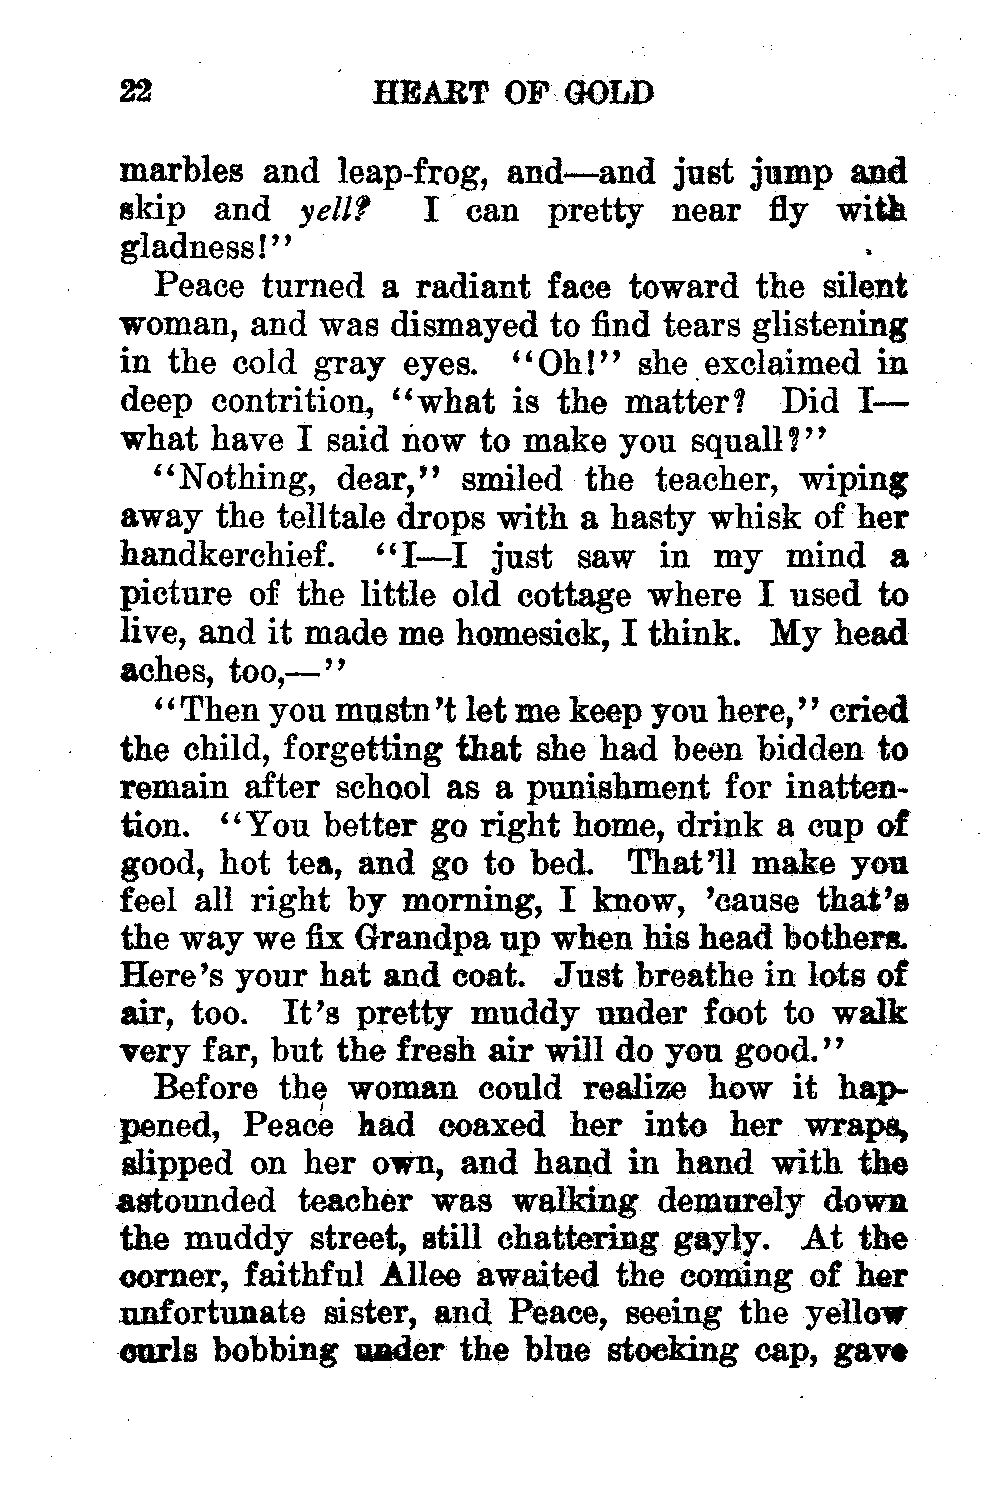 22 HEART OF GOLD
marbles and leap-frog, and—and just jump and
skip and yell? I can pretty near fly with
gladness!"
Peace turned a radiant face toward the silent
woman, and was dismayed to find tears glistening
in the cold gray eyes. "Oh!" she exclaimed in
deep contrition, "what is the matter? Did I—
what have I said now to make you squall?"
"Nothing, dear," smiled the teacher, wiping
away the telltale drops with a hasty whisk of her
handkerchief. "I—I just saw in my mind a
picture of the little old cottage where I used to
live, and it made me homesick, I think. My head
aches, too,—"
"Then you mustn't let me keep you here," cried
the child, forgetting that she had been bidden to
remain after school as a punishment for inatten-
tion. "You better go right home, drink a cup of
good, hot tea, and go to bed. That'll make you
feel all right by morning, I know, 'cause that's
the way we fix Grandpa up when his head bothers.
Here's your hat and coat. Just breathe in lots of
air, too. It's pretty muddy under foot to walk
very far, but the fresh air will do you good."
Before the woman could realize how it hap-
pened, Peace had coaxed her into her wraps,
slipped on her own, and hand in hand with the
astounded teacher was walking demurely down
the muddy street, still chattering gayly. At the
corner, faithful Allee awaited the coming of her
unfortunate sister, and Peace, seeing the yellow
curls bobbing under the blue stocking cap, gave